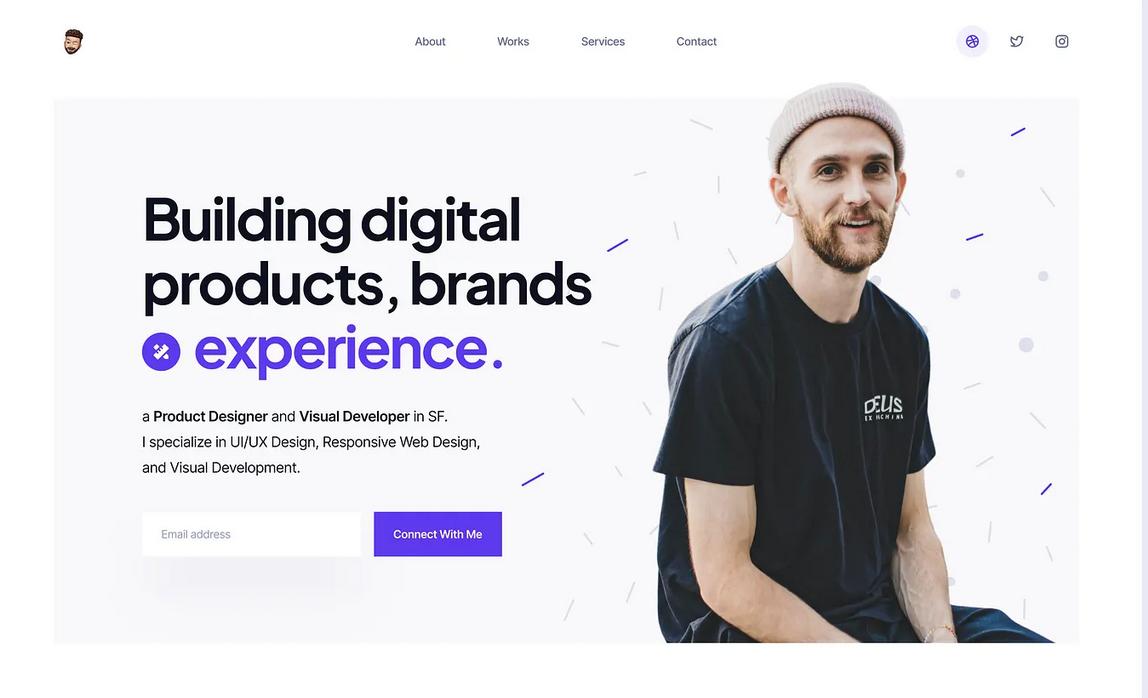 About
Works
Services
Contact
Building digital
products, brands
experience.
a Product Designer and Visual Developer in SF.
I specialize in UI/UX Design, Responsive Web Design,
and Visual Development.
Email address
Connect With Me
DEUS
EX MACHINA